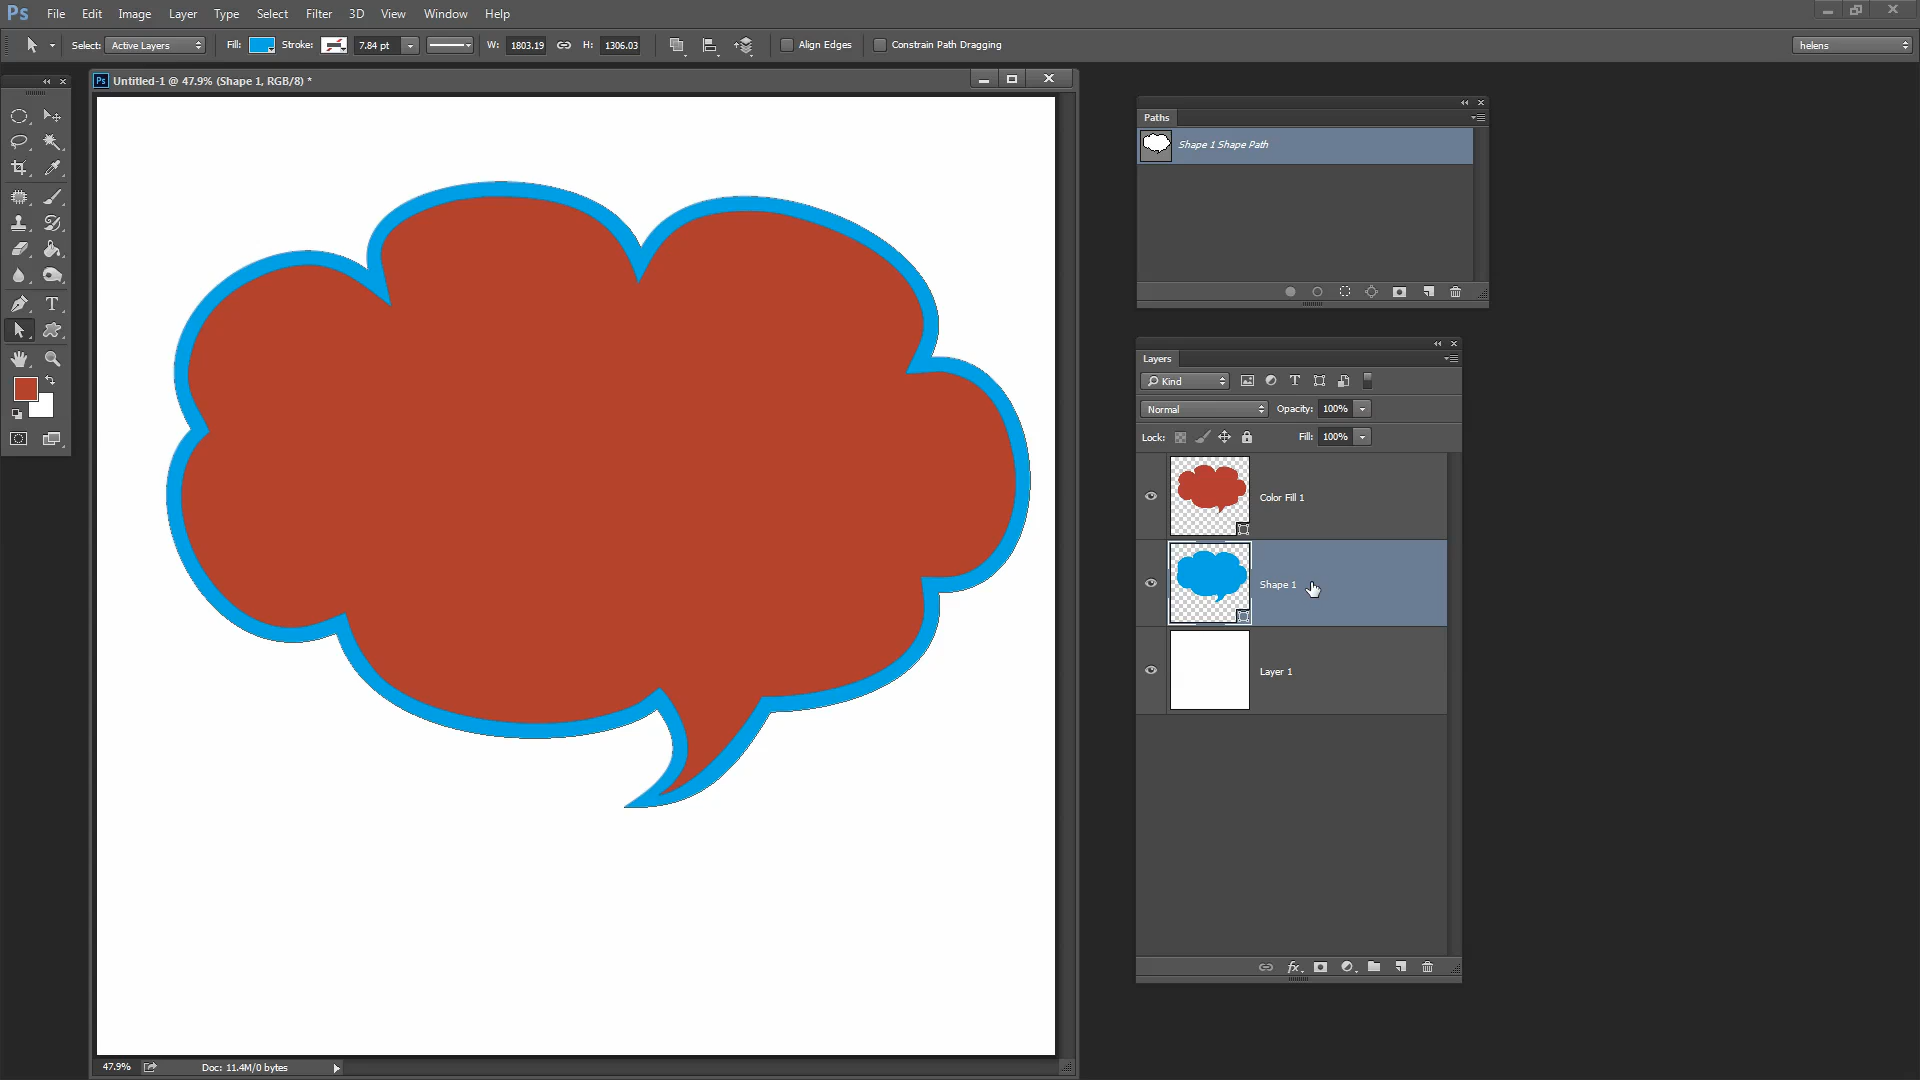 Ps File Edit Image Layer Type Select Filter 3D View Window Help
Select: Active Layers Fill: Stroke: 7.84 pt W: 1803.19 H: 1306.03 Align Edges Constrain Path Dragging helens
Ps Untitled-1 @ 47.9% (Shape 1, RGB/8) *
Paths
Shape 1 Shape Path
Layers
Kind
Normal Opacity: 100%
Lock: Fill: 100%
Color Fill 1
Shape 1
Layer 1
47.9% Doc: 11.4M/0 bytes